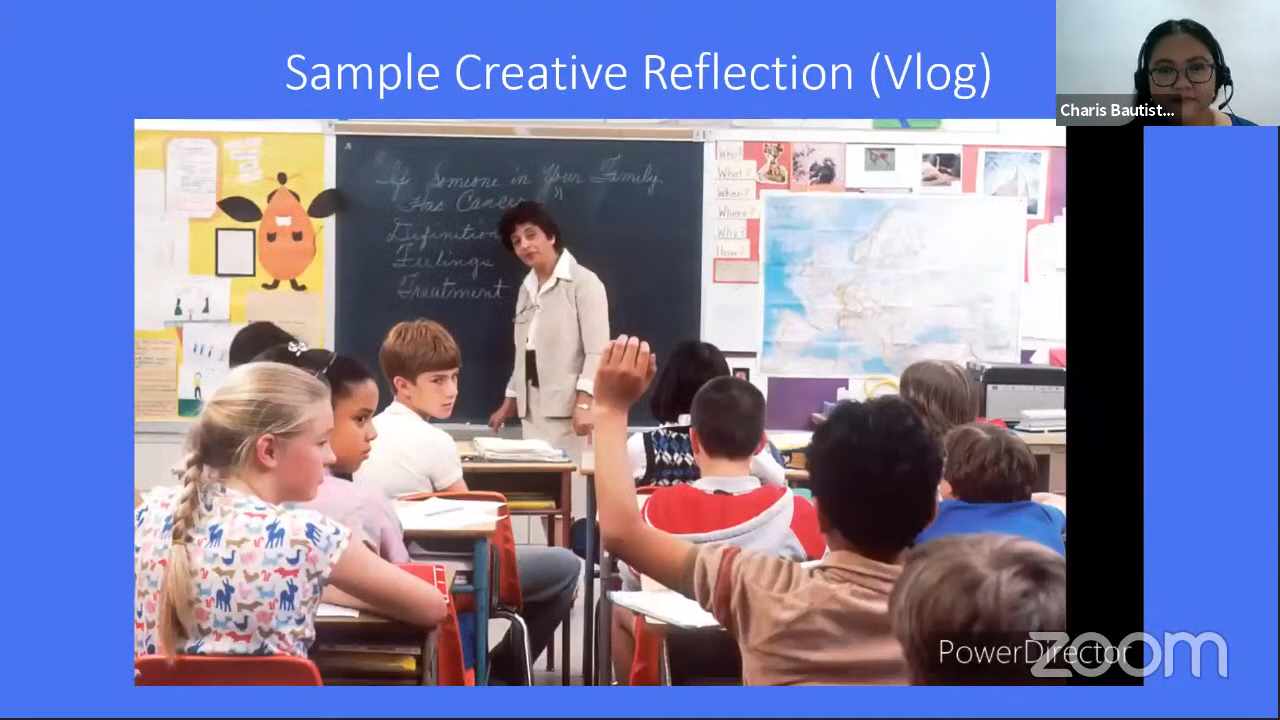 Sample Creative Reflection (Vlog)
Charis Bautist...
If Someone in Your Family
Has Cancer"
Definition
Feelings
Treatment
Who?
What?
When?
Where?
Why?
How?
PowerDirector
zoom